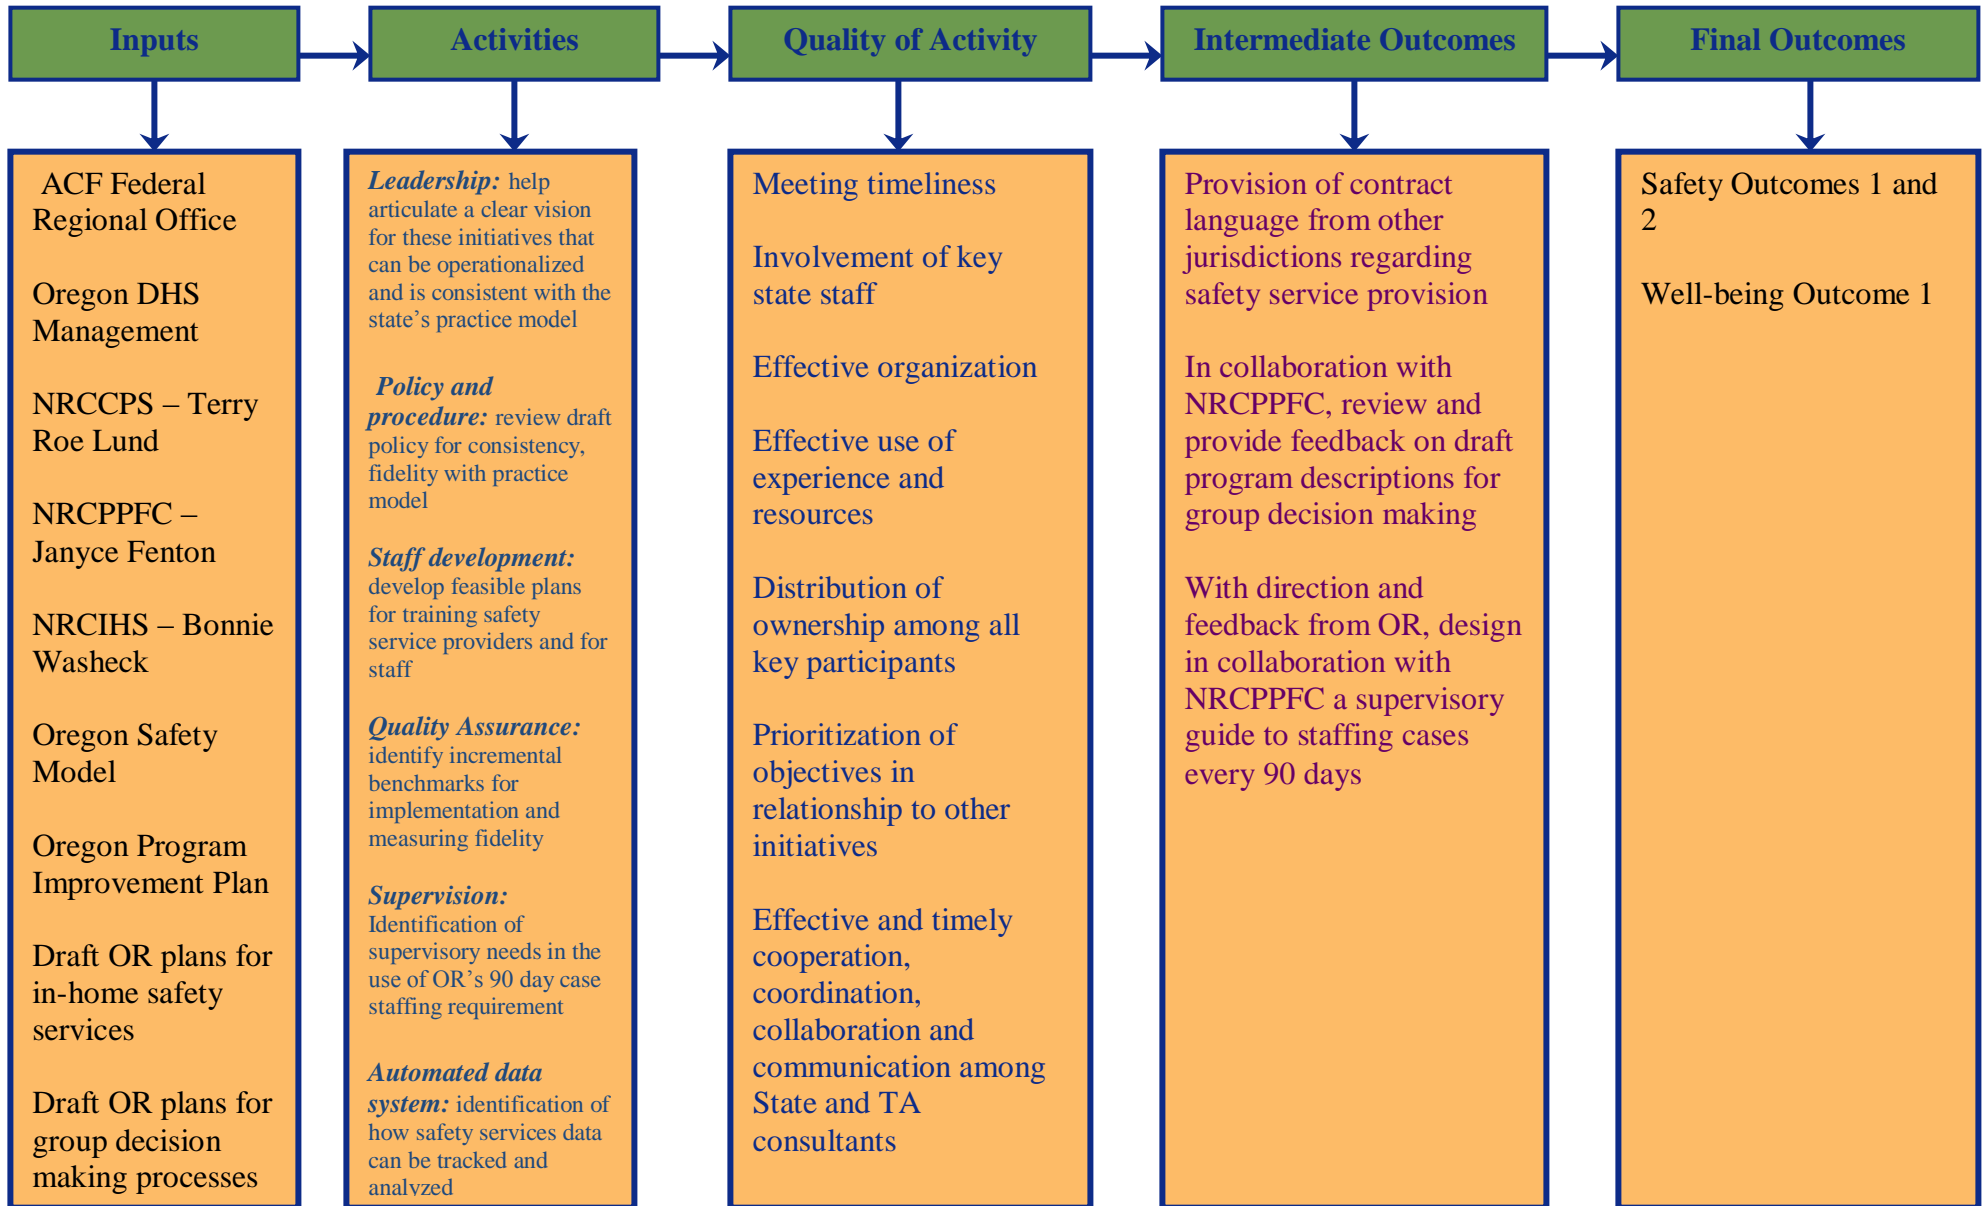 Inputs
Activities
Quality of Activity
Intermediate Outcomes
Final Outcomes
ACF Federal
Regional Office
Oregon DHS
Management
NRCCPS – Terry
Roe Lund
NRCPPFC –
Janyce Fenton
NRCIHS – Bonnie
Washeck
Oregon Safety
Model
Oregon Program
Improvement Plan
Draft OR plans for
in-home safety
services
Draft OR plans for
group decision
making processes
Leadership: help
articulate a clear vision
for these initiatives that
can be operationalized
and is consistent with the
state’s practice model
Policy and
procedure: review draft
policy for consistency,
fidelity with practice
model
Staff development:
develop feasible plans
for training safety
service providers and for
staff
Quality Assurance:
identify incremental
benchmarks for
implementation and
measuring fidelity
Supervision:
Identification of
supervisory needs in the
use of OR’s 90 day case
staffing requirement
Automated data
system: identification of
how safety services data
can be tracked and
analyzed
Meeting timeliness
Involvement of key
state staff
Effective organization
Effective use of
experience and
resources
Distribution of
ownership among all
key participants
Prioritization of
objectives in
relationship to other
initiatives
Effective and timely
cooperation,
coordination,
collaboration and
communication among
State and TA
consultants
Provision of contract
language from other
jurisdictions regarding
safety service provision
In collaboration with
NRCPPFC, review and
provide feedback on draft
program descriptions for
group decision making
With direction and
feedback from OR, design
in collaboration with
NRCPPFC a supervisory
guide to staffing cases
every 90 days
Safety Outcomes 1 and
2
Well-being Outcome 1